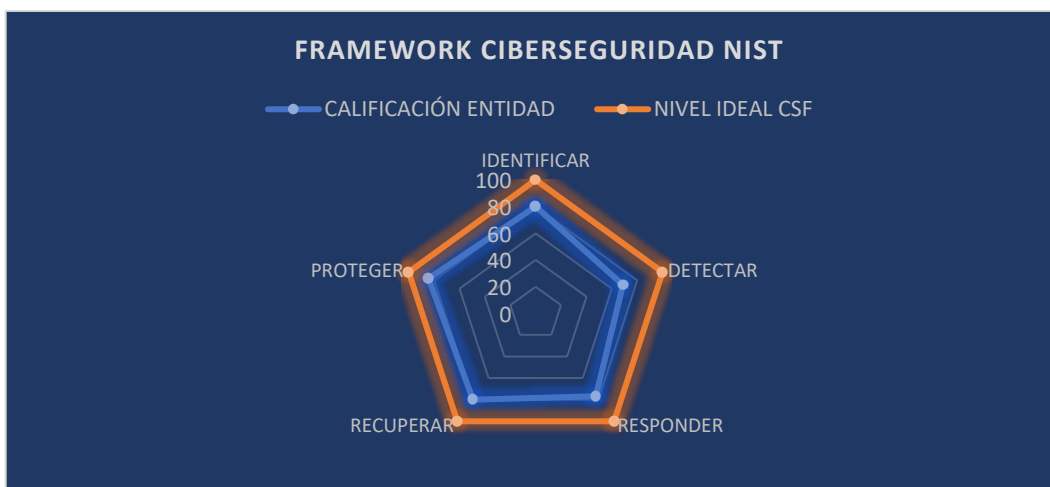 FRAMEWORK CIBERSEGURIDAD NIST
CALIFICACIÓN ENTIDAD NIVEL IDEAL CSF
IDENTIFICAR
100
80
60
40
20
0
PROTEGER DETECTAR
RECUPERAR RESPONDER